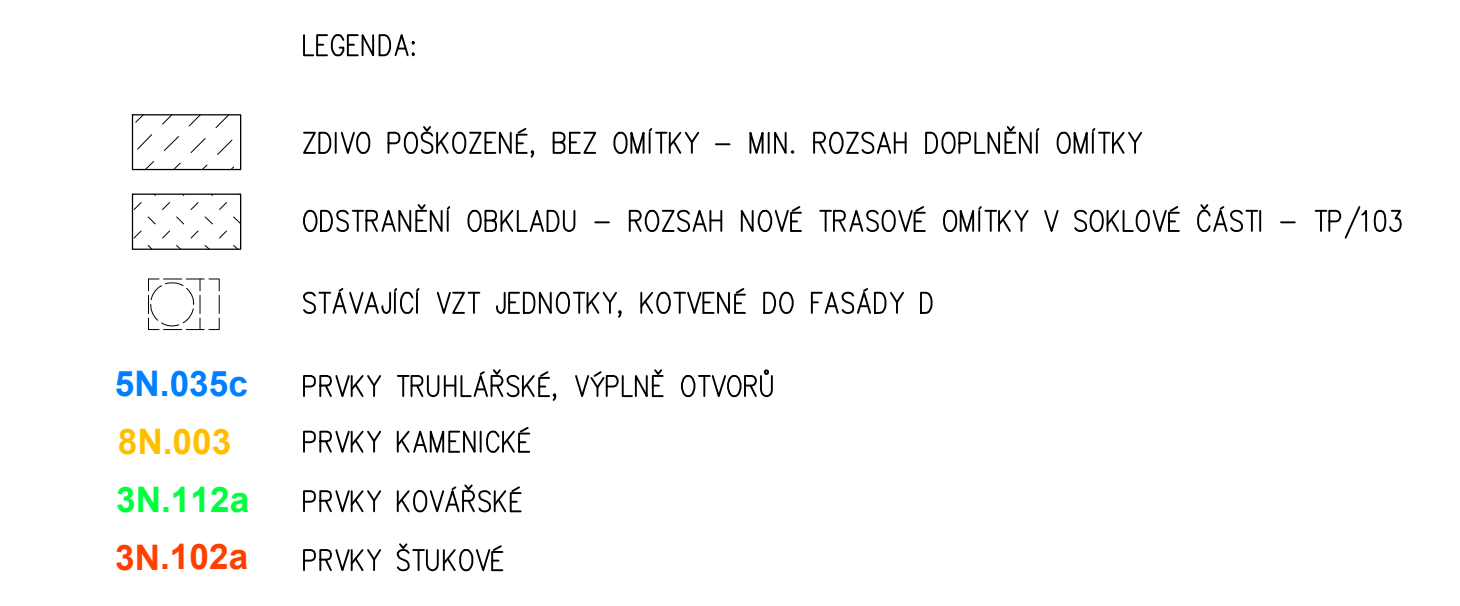 LEGENDA:
ZDIVO POŠKOZENÉ, BEZ OMÍTKY – MIN. ROZSAH DOPLNĚNÍ OMÍTKY
ODSTRANĚNÍ OBKLADU – ROZSAH NOVÉ TRASOVÉ OMÍTKY V SOKLOVÉ ČÁSTI – TP/103
STÁVAJÍCÍ VZT JEDNOTKY, KOTVENÉ DO FASÁDY D
5N.035c PRVKY TRUHLÁŘSKÉ, VÝPLNĚ OTVORŮ
8N.003 PRVKY KAMENICKÉ
3N.112a PRVKY KOVÁŘSKÉ
3N.102a PRVKY ŠTUKOVÉ